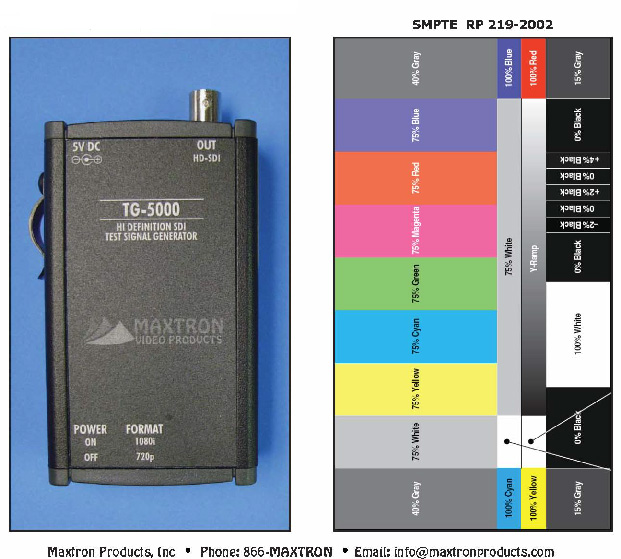 SMPTE RP 219-2002
5V DC
OUT
HD-SDI
TG-5000
HI DEFINITION SDI
TEST SIGNAL GENERATOR
MAXTRON
VIDEO PRODUCTS
POWER
FORMAT
ON
1080i
OFF
720p
40% Gray
100% Blue
100% Red
15% Gray
75% Blue
0% Black
75% Red
+4% Black
0% Black
+2% Black
0% Black
-2% Black
75% Magenta
75% White
Y-Ramp
0% Black
75% Green
75% Cyan
100% White
75% Yellow
75% White
0% Black
40% Gray
100% Cyan
100% Yellow
15% Gray
Maxtron Products, Inc • Phone: 866-MAXTRON • Email: info@maxtronproducts.com